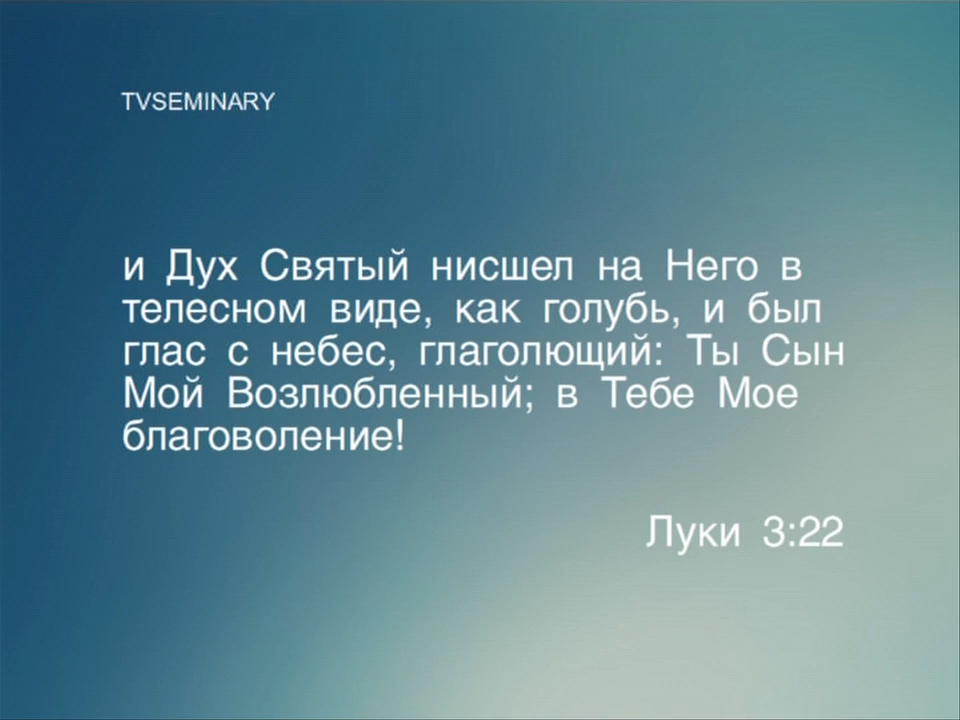 TVSEMINARY
и Дух Святый нисшел на Него в
телесном виде, как голубь, и был
глас с небес, глаголющий: Ты Сын
Мой Возлюбленный; в Тебе Мое
благоволение!
Луки 3:22